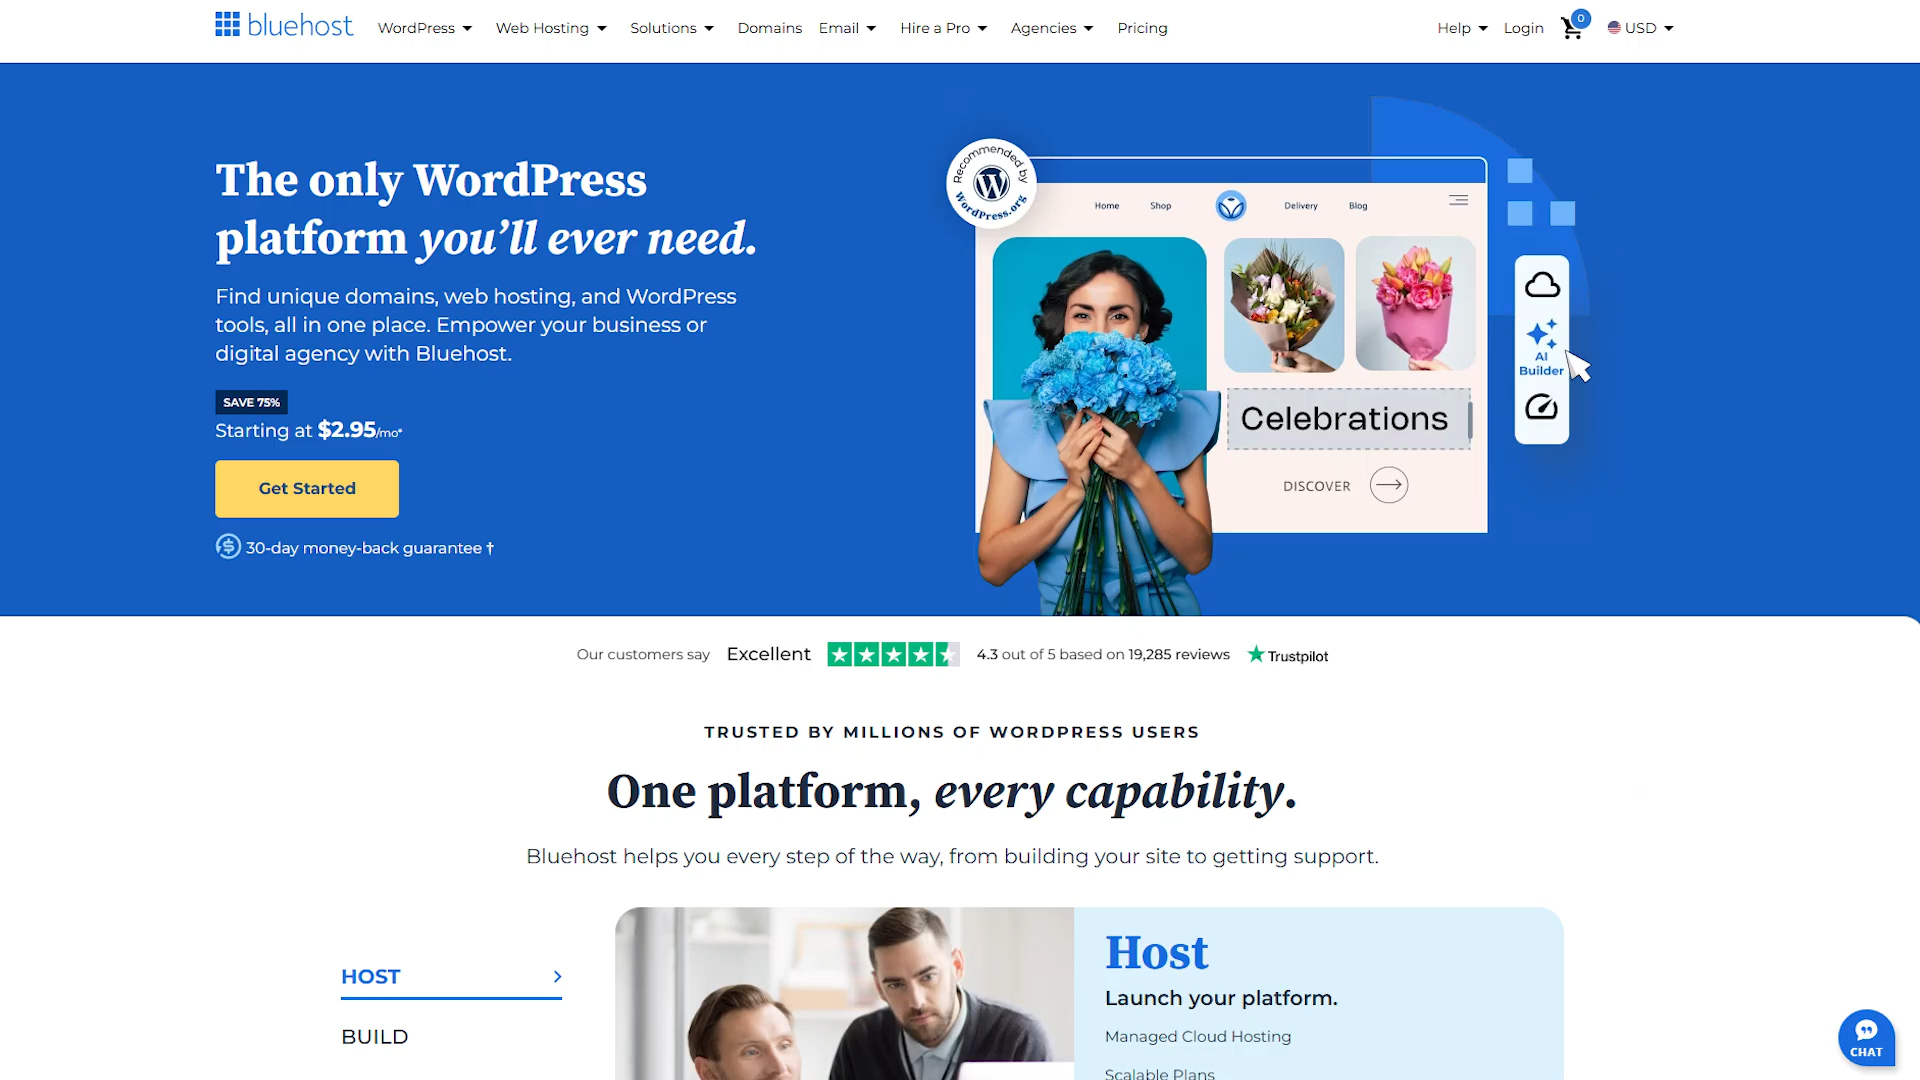 bluehost
WordPress
Web Hosting
Solutions
Domains
Email
Hire a Pro
Agencies
Pricing
Help
Login
0
USD
The only WordPress
platform you'll ever need.
Find unique domains, web hosting, and WordPress
tools, all in one place. Empower your business or
digital agency with Bluehost.
SAVE 75%
Starting at $2.95/mo*
Get Started
30-day money-back guarantee †
Recommended by
WordPress.org
Home
Shop
Delivery
Blog
Celebrations
DISCOVER
AI
Builder
Our customers say Excellent 4.3 out of 5 based on 19,285 reviews Trustpilot
TRUSTED BY MILLIONS OF WORDPRESS USERS
One platform, every capability.
Bluehost helps you every step of the way, from building your site to getting support.
HOST
BUILD
Host
Launch your platform.
Managed Cloud Hosting
Scalable Plans
CHAT